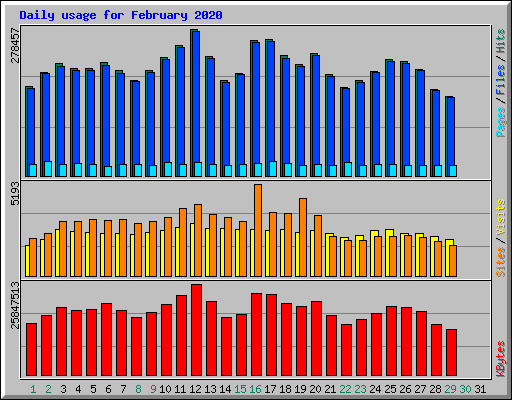 Daily usage for February 2020
278457
Pages / Files / Hits
5193
Sites / Visits
25847513
KBytes
1 2 3 4 5 6 7 8 9 10 11 12 13 14 15 16 17 18 19 20 21 22 23 24 25 26 27 28 29 30 31